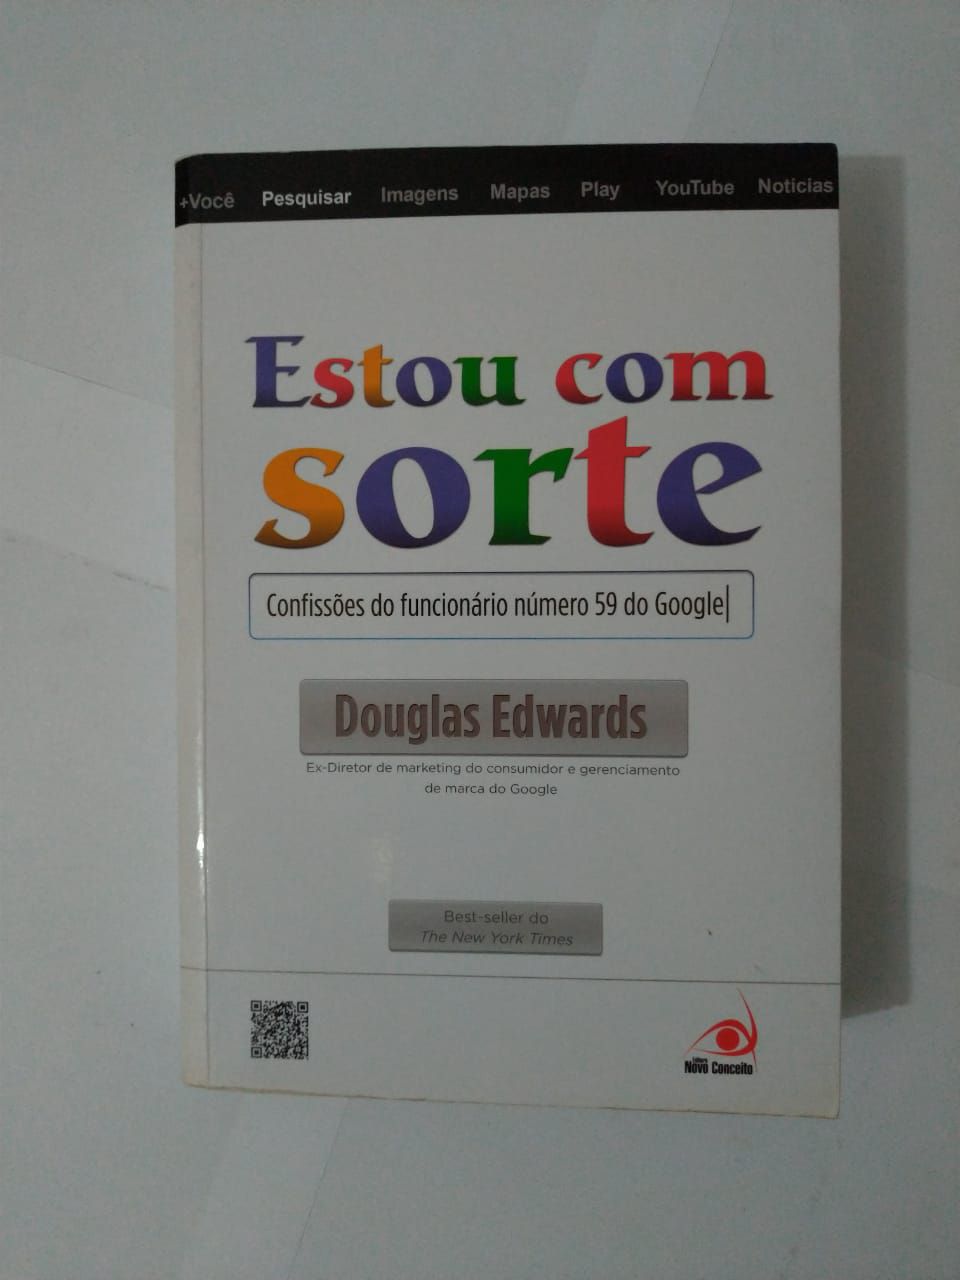 +Você Pesquisar Imagens Mapas Play YouTube Noticias
Estou com
sorte
Confissões do funcionário número 59 do Google
Douglas Edwards
Ex-Diretor de marketing do consumidor e gerenciamento
de marca do Google
Best-seller do
The New York Times
Editora
Novo Conceito